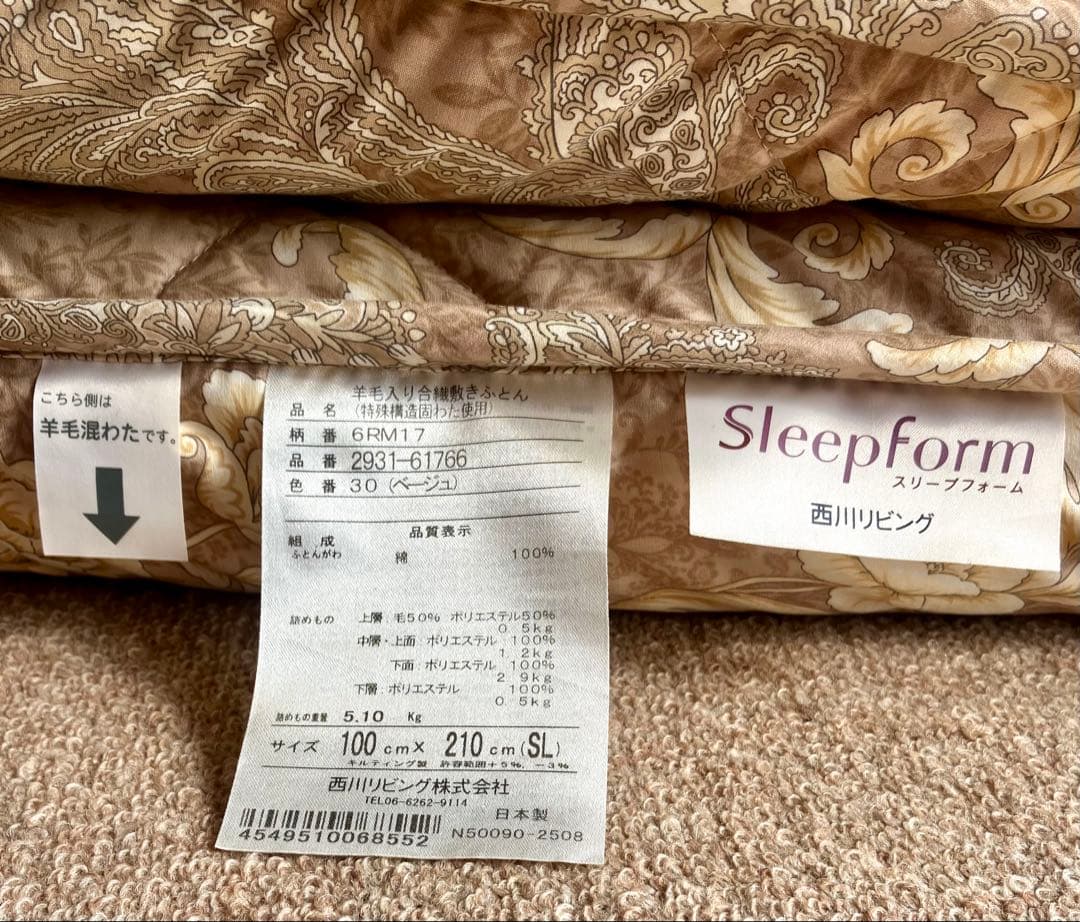 こちら側は
羊毛混わたです。
品 名 羊毛入り合繊敷きふとん
(特殊構造固わた使用)
柄 番 6RM17
品 番 2931-61766
色 番 30 (ベージュ)
品質表示
組 成
ふとんがわ 綿 100%
詰めもの 上層:毛50% ポリエステル50%
0.5kg
中層・上面:ポリエステル 100%
1.2kg
下面:ポリエステル 100%
2.9kg
下層:ポリエステル 100%
0.5kg
詰めもの重量 5.10 Kg
サイズ 100cm× 210cm(SL)
キルティング製 許容範囲+5%、-3%
西川リビング株式会社
TEL06-6262-9114
日本製
4549510068552 N50090-2508
Sleepform
スリープフォーム
西川リビング